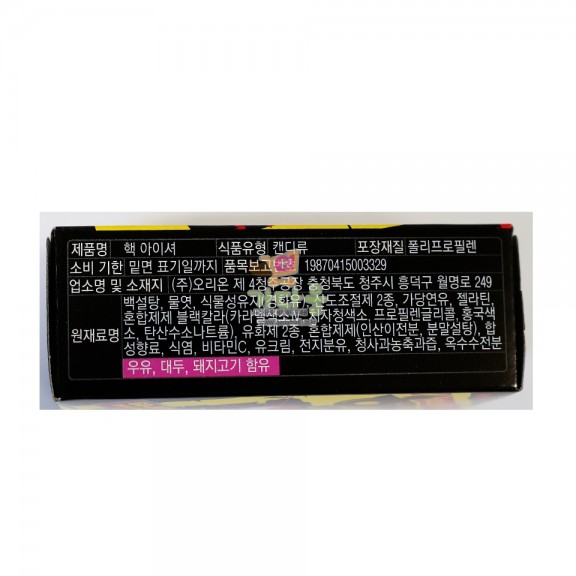 제품명 핵 아이셔 식품유형 캔디류 포장재질 폴리프로필렌
소비 기한 밑면 표기일까지 품목보고번호 19870415003329
업소명 및 소재지 (주)오리온 제 4청주공장 충청북도 청주시 흥덕구 월명로 249
원재료명
백설탕, 물엿, 식물성유지 산도조절제 2종, 가당연유, 젤라틴,
혼합제제 블랙칼라(카라멜색소Ⅳ, 치자청색소, 프로필렌글리콜, 홍국색
소, 탄산수소나트륨), 유화제 2종, 혼합제제(인산이전분, 분말설탕), 합
성향료, 식염, 비타민C, 유크림, 전지분유, 청사과농축과즙, 옥수수전분
우유, 대두, 돼지고기 함유